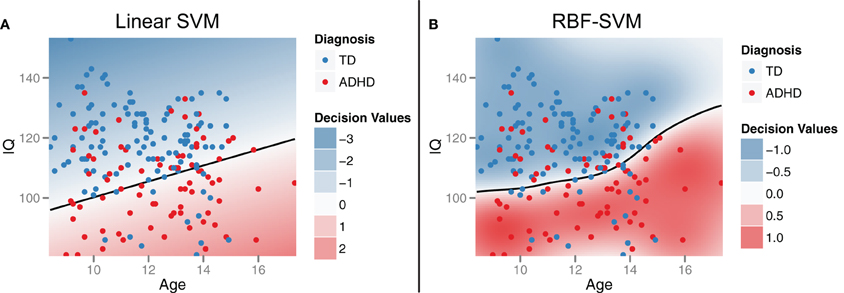 A
Linear SVM
IQ
140
120
100
10 12 14 16
Age
Diagnosis
TD
ADHD
Decision Values
−3
−2
−1
0
1
2
B
RBF-SVM
IQ
140
120
100
10 12 14 16
Age
Diagnosis
TD
ADHD
Decision Values
−1.0
−0.5
0.0
0.5
1.0